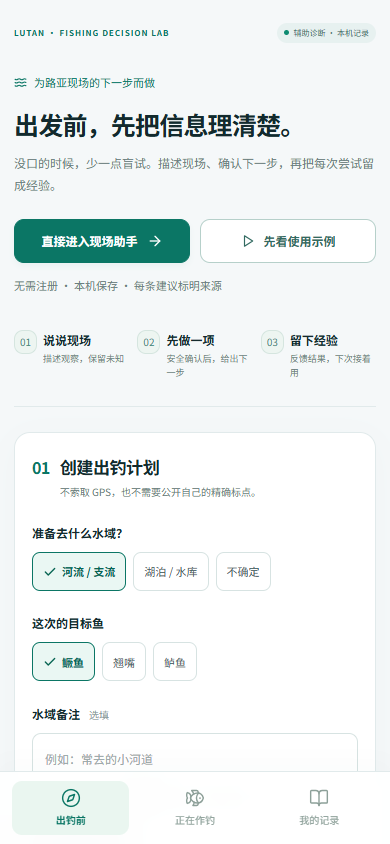 LUTAN • FISHING DECISION LAB
辅助诊断 • 本机记录
为路亚现场的下一步而做
出发前，先把信息理清楚。
没口的时候，少一点盲试。描述现场、确认下一步，再把每次尝试留
成经验。
直接进入现场助手
先看使用示例
无需注册 • 本机保存 • 每条建议标明来源
01 说说现场
描述观察，保留未知
02 先做一项
安全确认后，给出下
一步
03 留下经验
反馈结果，下次接着
用
01 创建出钓计划
不索取 GPS，也不需要公开自己的精确标点。
准备去什么水域？
河流 / 支流
湖泊 / 水库
不确定
这次的目标鱼
鳜鱼
翘嘴
鲈鱼
水域备注 选填
例如：常去的小河道
出钓前
正在作钓
我的记录